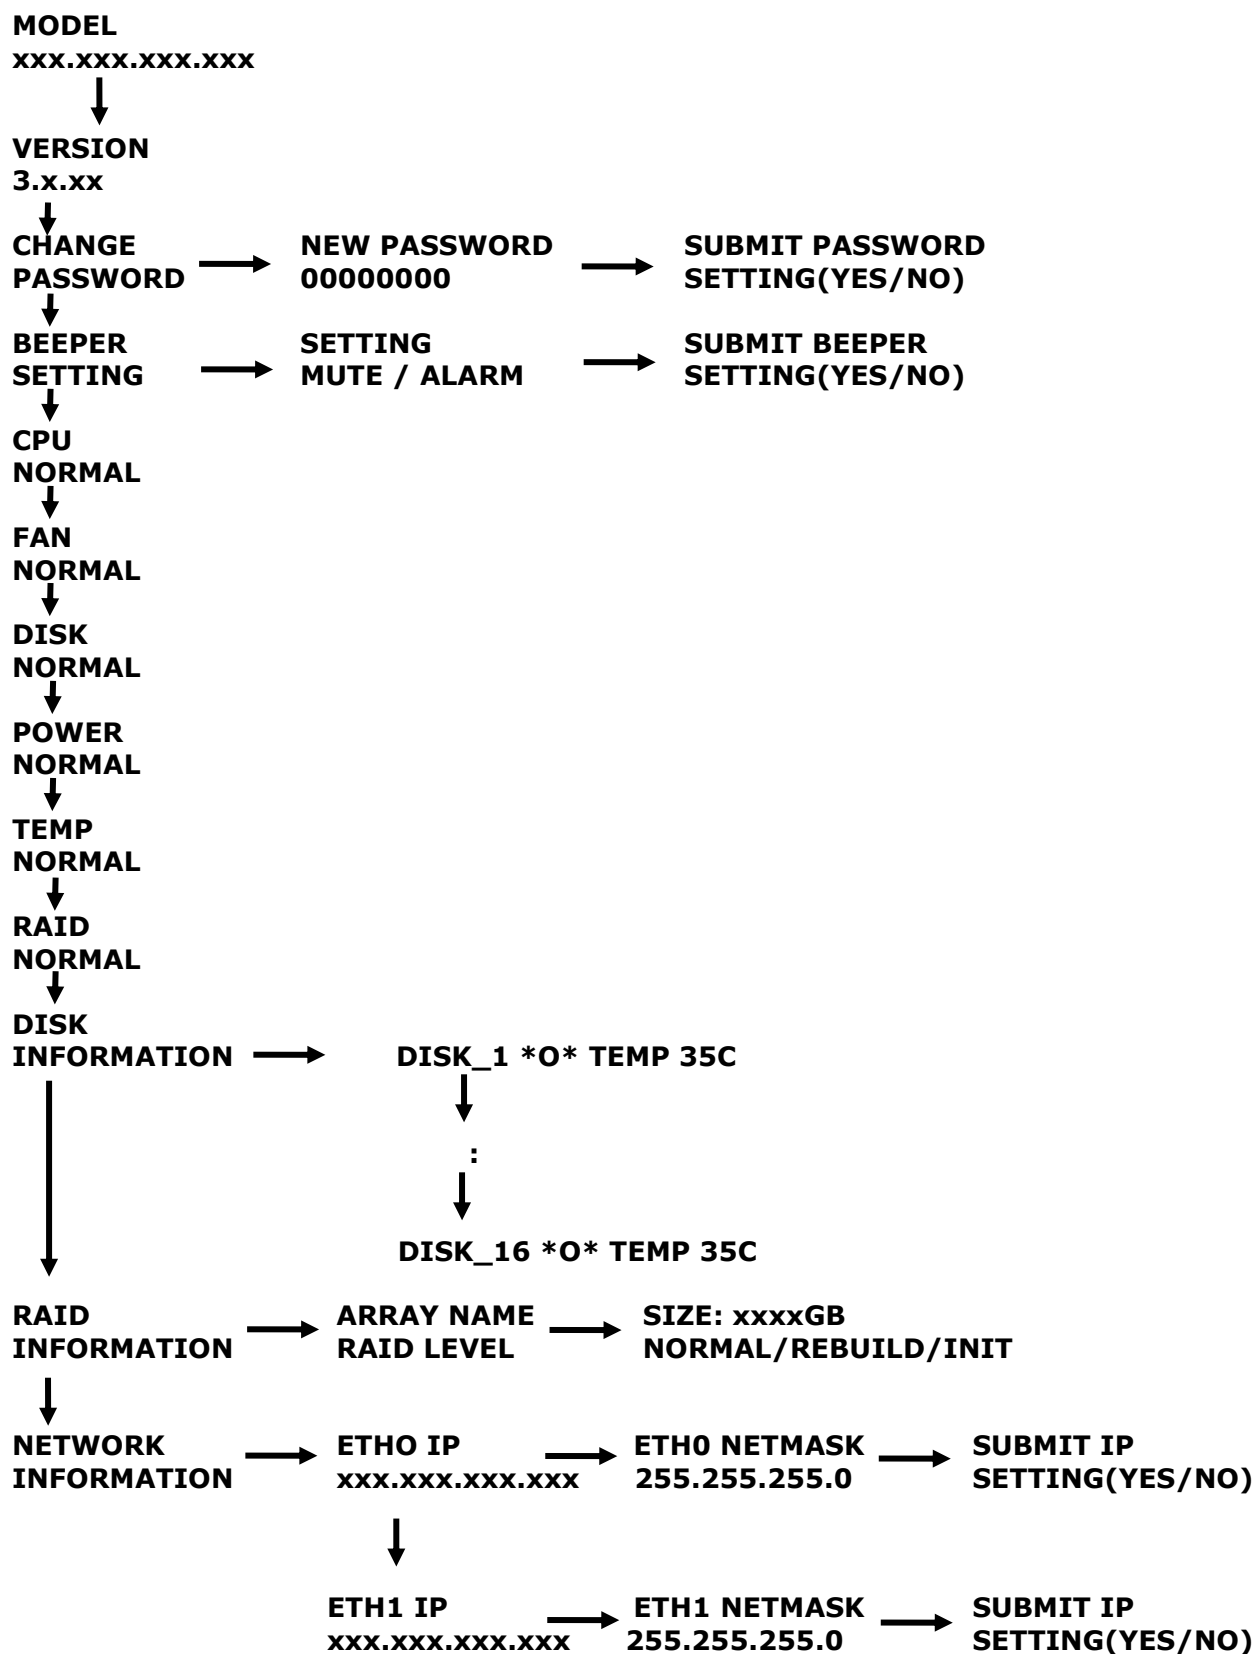 MODEL
xxx.xxx.xxx.xxx
VERSION
3.x.xx
CHANGE
PASSWORD
NEW PASSWORD
00000000
SUBMIT PASSWORD
SETTING(YES/NO)
BEEPER
SETTING
SETTING
MUTE / ALARM
SUBMIT BEEPER
SETTING(YES/NO)
CPU
NORMAL
FAN
NORMAL
DISK
NORMAL
POWER
NORMAL
TEMP
NORMAL
RAID
NORMAL
DISK
INFORMATION
DISK_1 *O* TEMP 35C
:
DISK_16 *O* TEMP 35C
RAID
INFORMATION
ARRAY NAME
RAID LEVEL
SIZE: xxxxGB
NORMAL/REBUILD/INIT
NETWORK
INFORMATION
ETHO IP
xxx.xxx.xxx.xxx
ETH0 NETMASK
255.255.255.0
SUBMIT IP
SETTING(YES/NO)
ETH1 IP
xxx.xxx.xxx.xxx
ETH1 NETMASK
255.255.255.0
SUBMIT IP
SETTING(YES/NO)